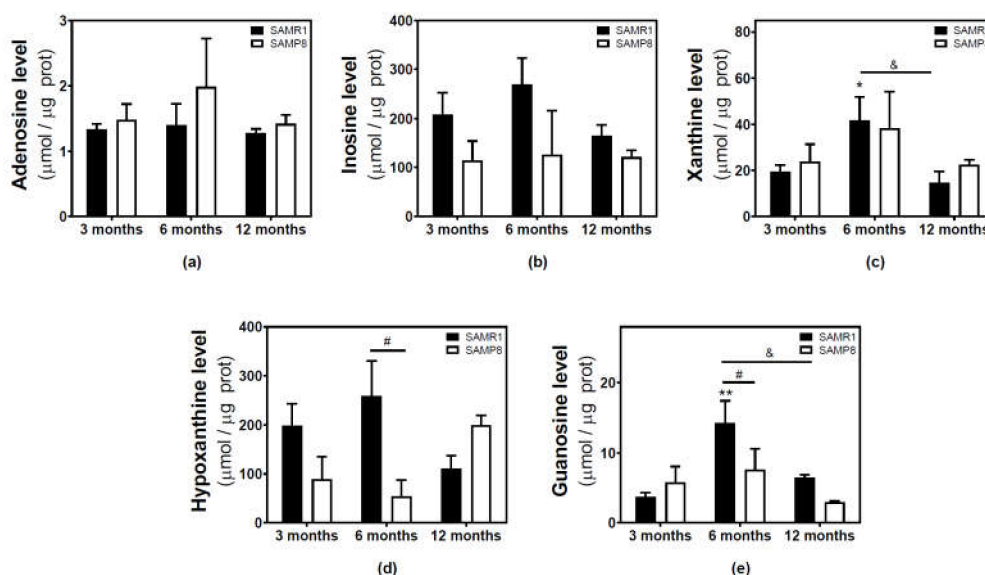 Adenosine level
(µmol / µg prot)
3
2
1
0
SAMR1
SAMP8
3 months 6 months 12 months
(a)
Inosine level
(µmol / µg prot)
400
300
200
100
0
SAMR1
SAMP8
3 months 6 months 12 months
(b)
Xanthine level
(µmol / µg prot)
80
60
40
20
0
SAMR
SAMP8
&
*
3 months 6 months 12 months
(c)
Hypoxanthine level
(µmol / µg prot)
400
300
200
100
0
SAMR1
SAMP8
#
3 months 6 months 12 months
(d)
Guanosine level
(µmol / µg prot)
20
10
0
SAMR1
SAMP8
&
#
**
3 months 6 months 12 months
(e)